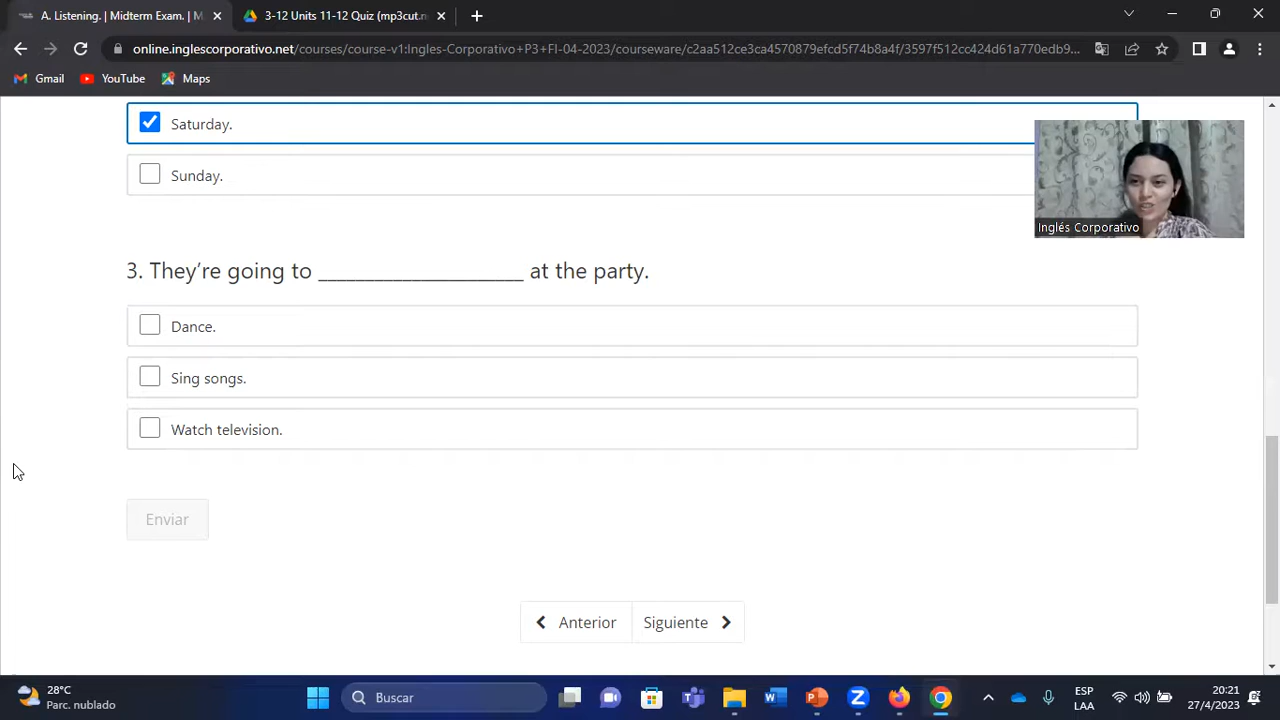 A. Listening. | Midterm Exam. | M
3-12 Units 11-12 Quiz (mp3cut.n
online.inglescorporativo.net/courses/course-v1:Ingles-Corporativo+P3+FI-04-2023/courseware/c2aa512ce3ca4570879efcd5f74b8a4f/3597f512cc424d61a770edb9...
Gmail YouTube Maps
Saturday.
Sunday.
Inglés Corporativo
3. They're going to ______________________ at the party.
Dance.
Sing songs.
Watch television.
Enviar
Anterior Siguiente
28°C
Parc. nublado
Buscar
ESP
LAA
20:21
27/4/2023